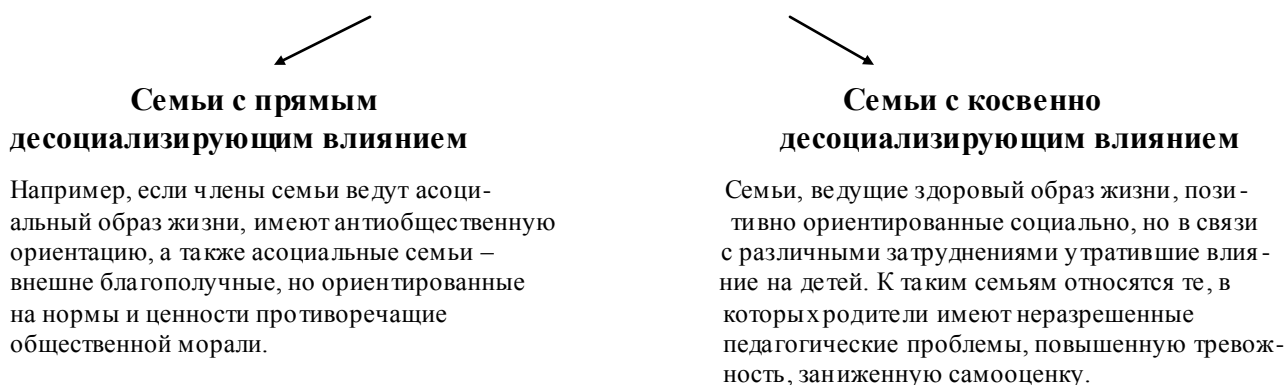 Семьи с прямым
десоциализирующим влиянием
Например, если члены семьи ведут асоци-
альный образ жизни, имеют антиобщественную
ориентацию, а также асоциальные семьи –
внешне благополучные, но ориентированные
на нормы и ценности противоречащие
общественной морали.
Семьи с косвенно
десоциализирующим влиянием
Семьи, ведущие здоровый образ жизни, пози-
тивно ориентированные социально, но в связи
с различными затруднениями утратившие влия-
ние на детей. К таким семьям относятся те, в
которых родители имеют неразрешенные
педагогические проблемы, повышенную тревож-
ность, заниженную самооценку.